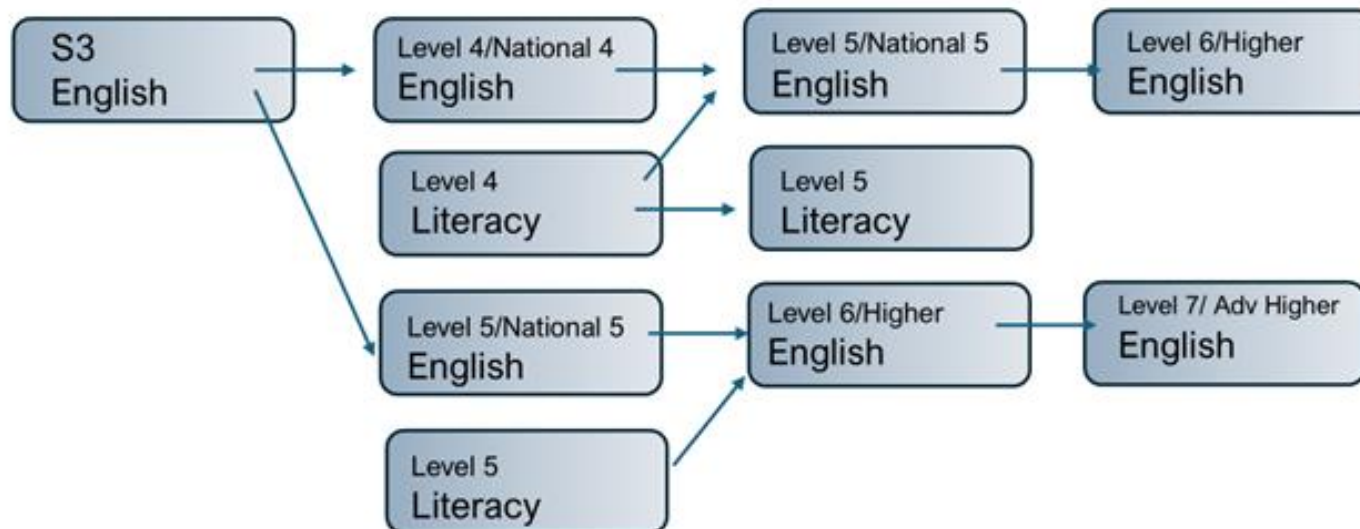 S3
English
Level 4/National 4
English
Level 5/National 5
English
Level 6/Higher
English
Level 4
Literacy
Level 5
Literacy
Level 5/National 5
English
Level 6/Higher
English
Level 7/ Adv Higher
English
Level 5
Literacy